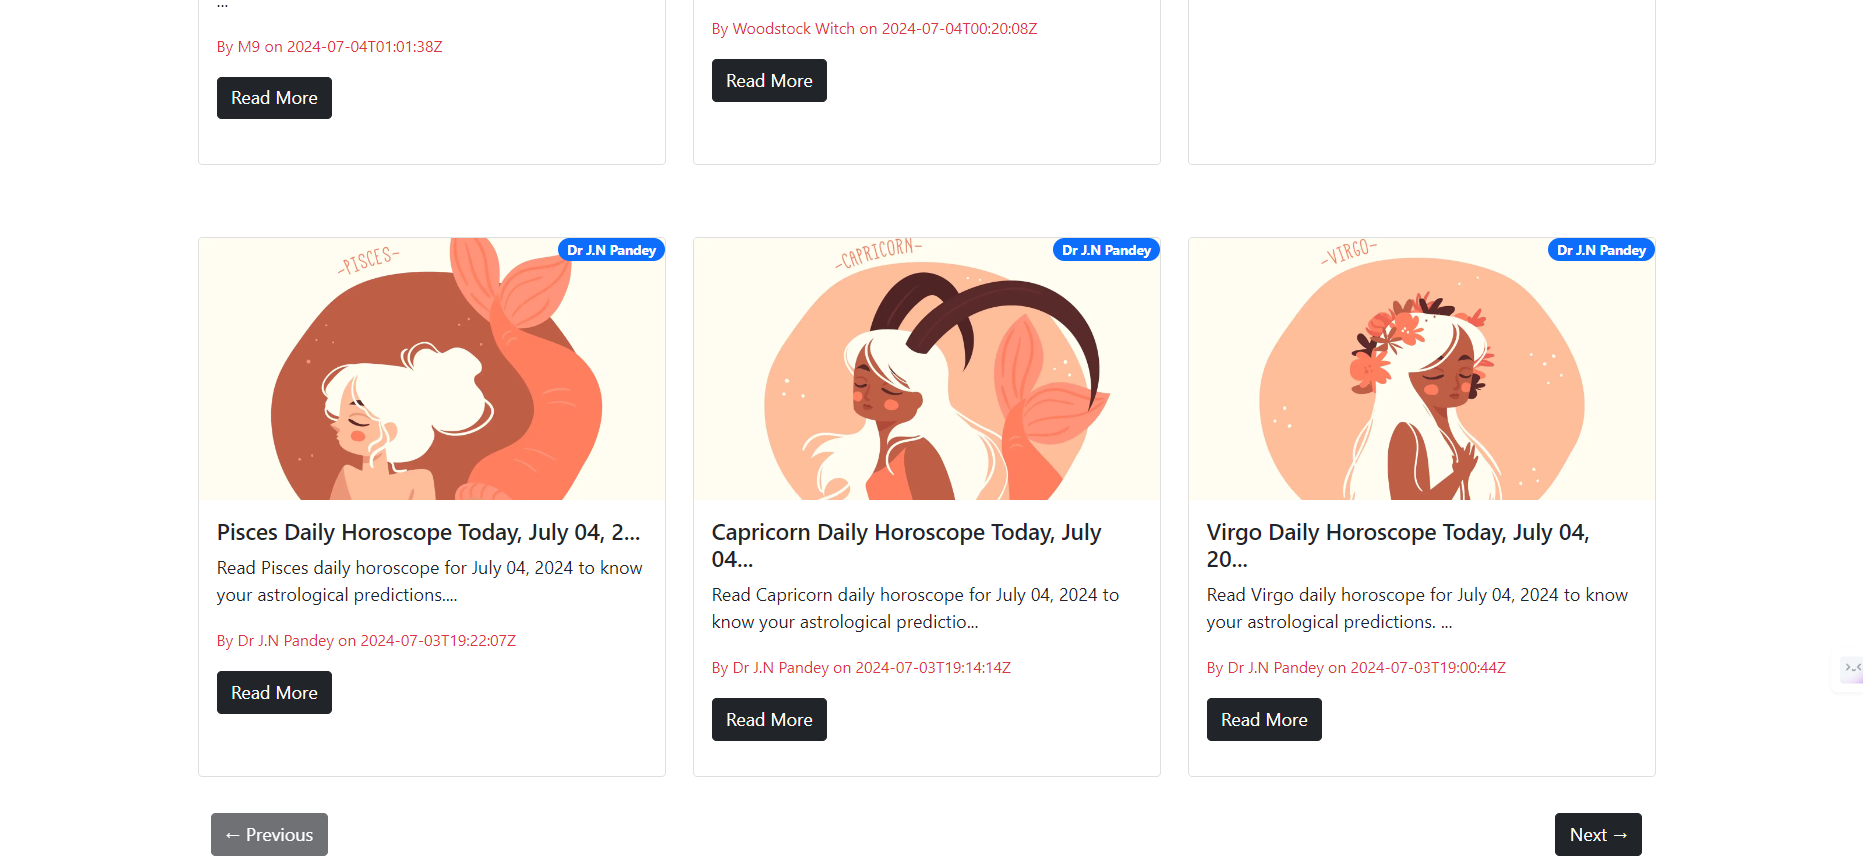 ...
By M9 on 2024-07-04T01:01:38Z
Read More
By Woodstock Witch on 2024-07-04T00:20:08Z
Read More
-PISCES-
Dr J.N Pandey
Pisces Daily Horoscope Today, July 04, 2...
Read Pisces daily horoscope for July 04, 2024 to know
your astrological predictions....
By Dr J.N Pandey on 2024-07-03T19:22:07Z
Read More
-CAPRICORN-
Dr J.N Pandey
Capricorn Daily Horoscope Today, July
04...
Read Capricorn daily horoscope for July 04, 2024 to
know your astrological predictio...
By Dr J.N Pandey on 2024-07-03T19:14:14Z
Read More
-VIRGO-
Dr J.N Pandey
Virgo Daily Horoscope Today, July 04,
20...
Read Virgo daily horoscope for July 04, 2024 to know
your astrological predictions. ...
By Dr J.N Pandey on 2024-07-03T19:00:44Z
Read More
← Previous
Next →